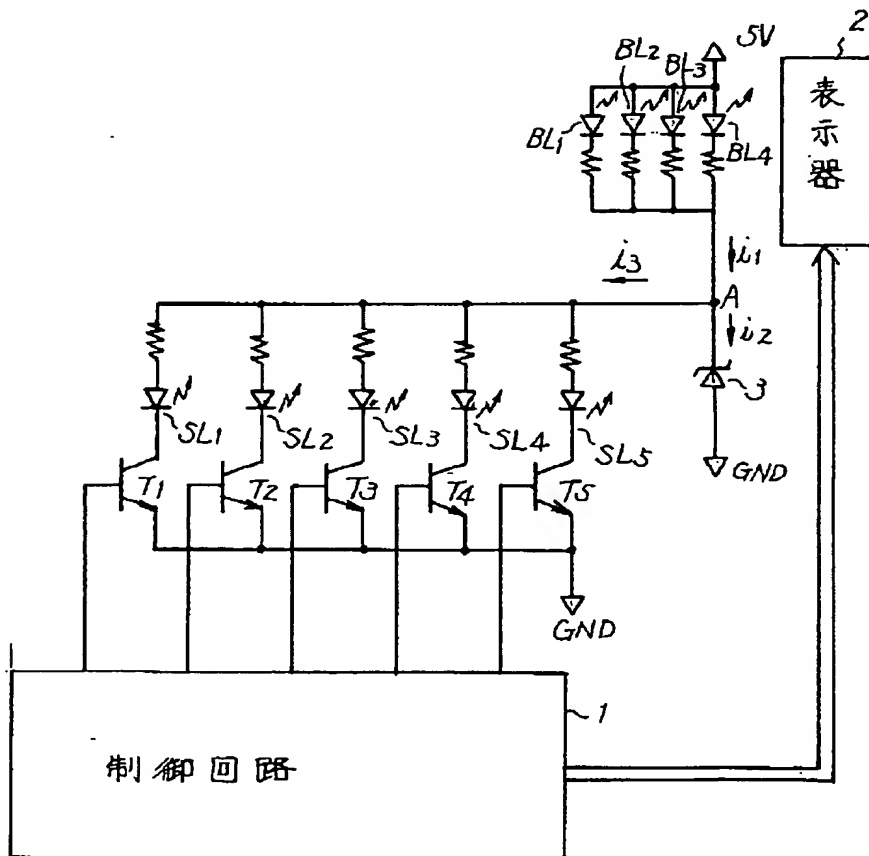 2
5V
BL2
BL3
BL1
BL4
表示器
i3
i1
A
i2
3
SL1
SL2
SL3
SL4
SL5
GND
T1
T2
T3
T4
T5
GND
1
制御回路